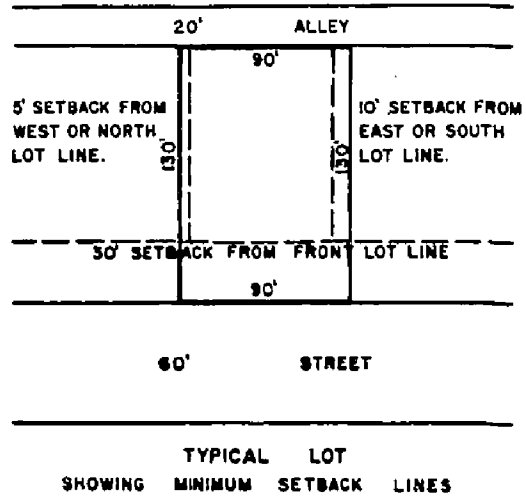 20' ALLEY
90'
5' SETBACK FROM
WEST OR NORTH
LOT LINE.
130'
130'
10' SETBACK FROM
EAST OR SOUTH
LOT LINE.
30' SETBACK FROM FRONT LOT LINE
90'
60' STREET
TYPICAL LOT
SHOWING MINIMUM SETBACK LINES